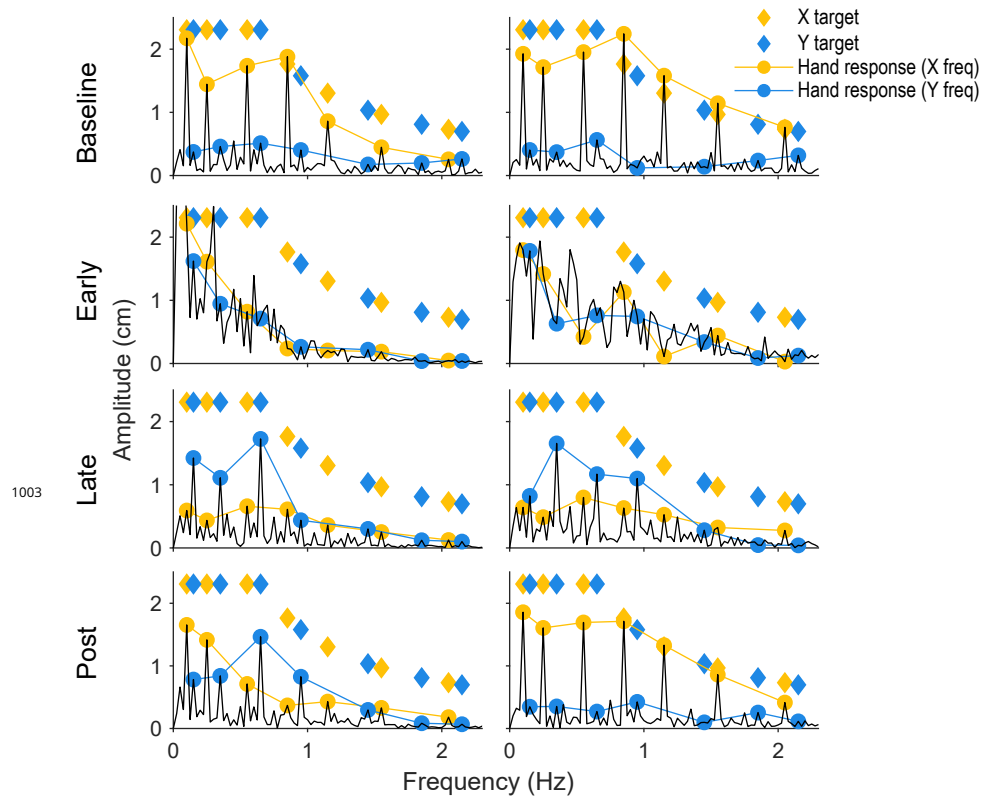 X target
Y target
Hand response (X freq)
Hand response (Y freq)
Baseline
2
1
0
Early
2
1
0
Late
2
1
0
Post
2
1
0
Amplitude (cm)
1003
0
1
2
0
1
2
Frequency (Hz)